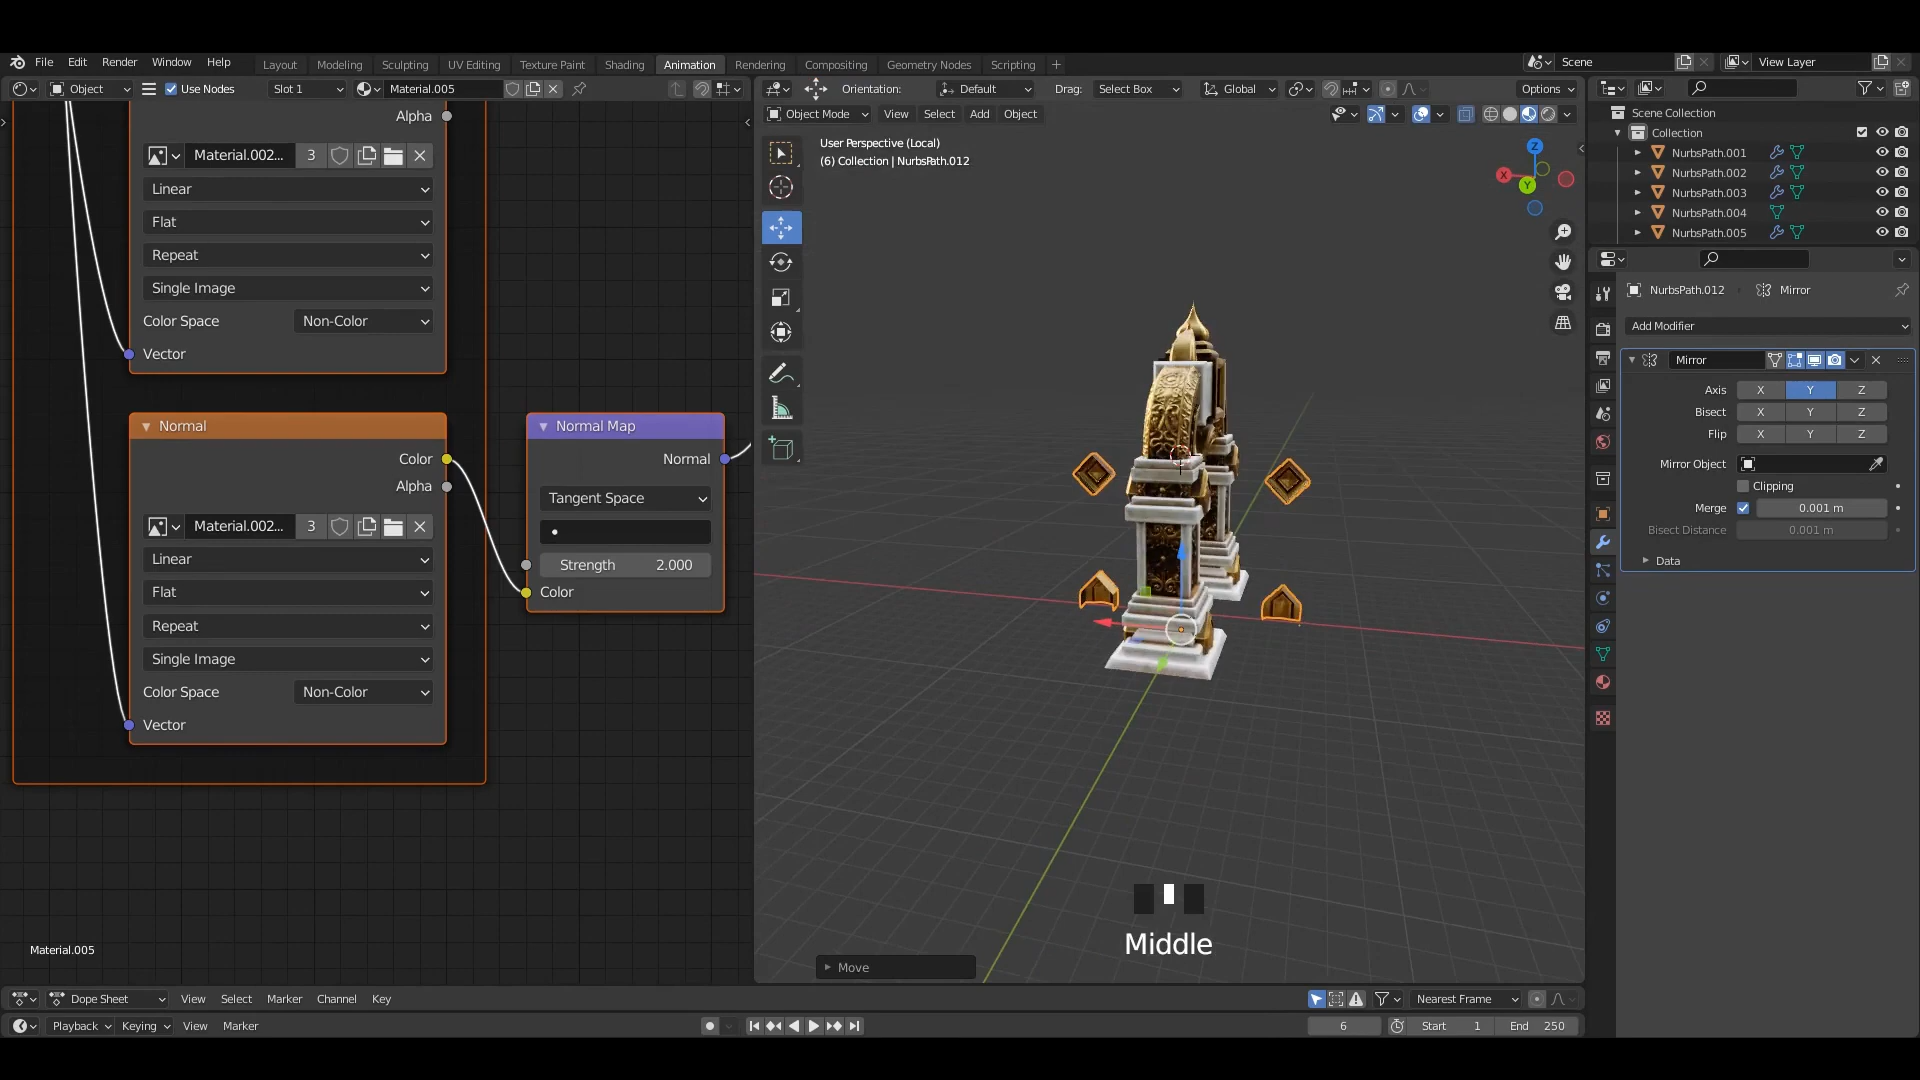 File Edit Render Window Help
Layout Modeling Sculpting UV Editing Texture Paint Shading Animation Rendering Compositing Geometry Nodes Scripting +
Scene
View Layer
Object Use Nodes Slot 1 Material.005
Orientation: Default Drag: Select Box Global Options
Object Mode View Select Add Object
User Perspective (Local)
(6) Collection | NurbsPath.012
Z
X
Y
Alpha
Material.002... 3
Linear
Flat
Repeat
Single Image
Color Space Non-Color
Vector
Normal
Color
Alpha
Material.002... 3
Linear
Flat
Repeat
Single Image
Color Space Non-Color
Vector
Normal Map
Normal
Tangent Space
Strength 2.000
Color
Material.005
Middle
Move
Scene Collection
Collection
NurbsPath.001
NurbsPath.002
NurbsPath.003
NurbsPath.004
NurbsPath.005
NurbsPath.012 Mirror
Add Modifier
Mirror
Axis X Y Z
Bisect X Y Z
Flip X Y Z
Mirror Object
Clipping
Merge 0.001 m
Bisect Distance 0.001 m
Data
Dope Sheet View Select Marker Channel Key Nearest Frame
Playback Keying View Marker 6 Start 1 End 250